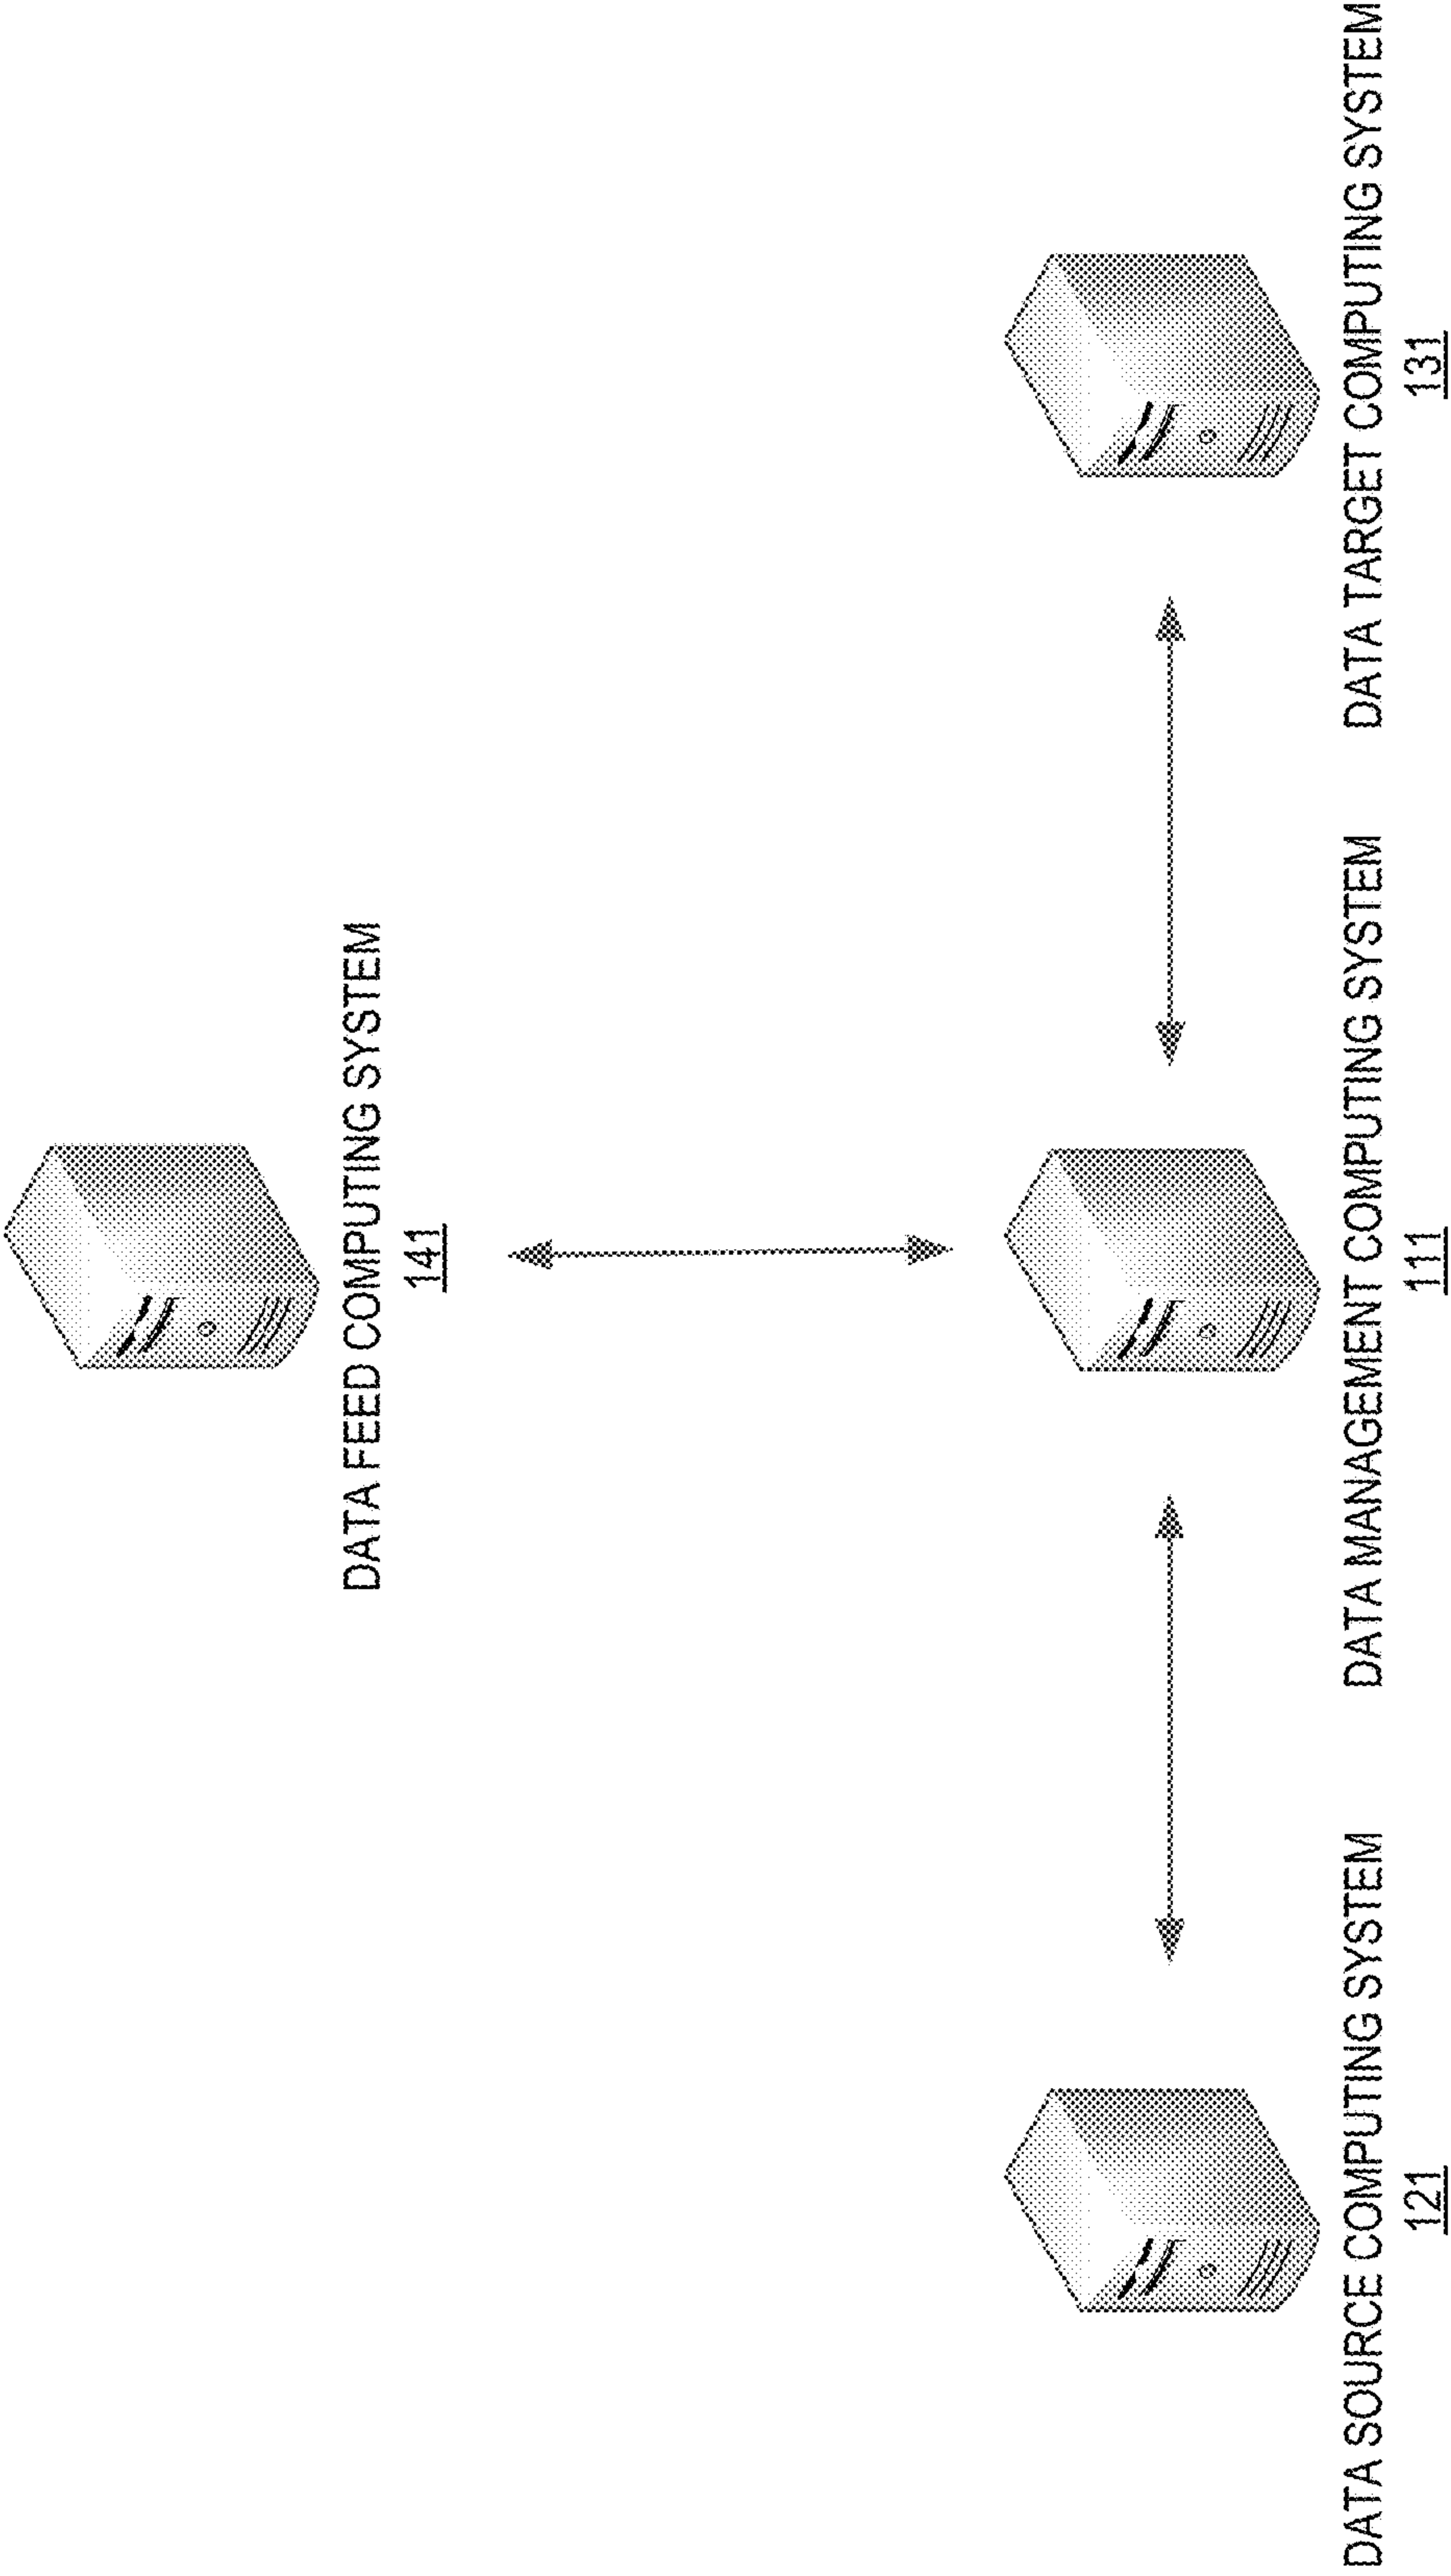 DATA FEED COMPUTING SYSTEM
141
DATA SOURCE COMPUTING SYSTEM
121
DATA MANAGEMENT COMPUTING SYSTEM
111
DATA TARGET COMPUTING SYSTEM
131